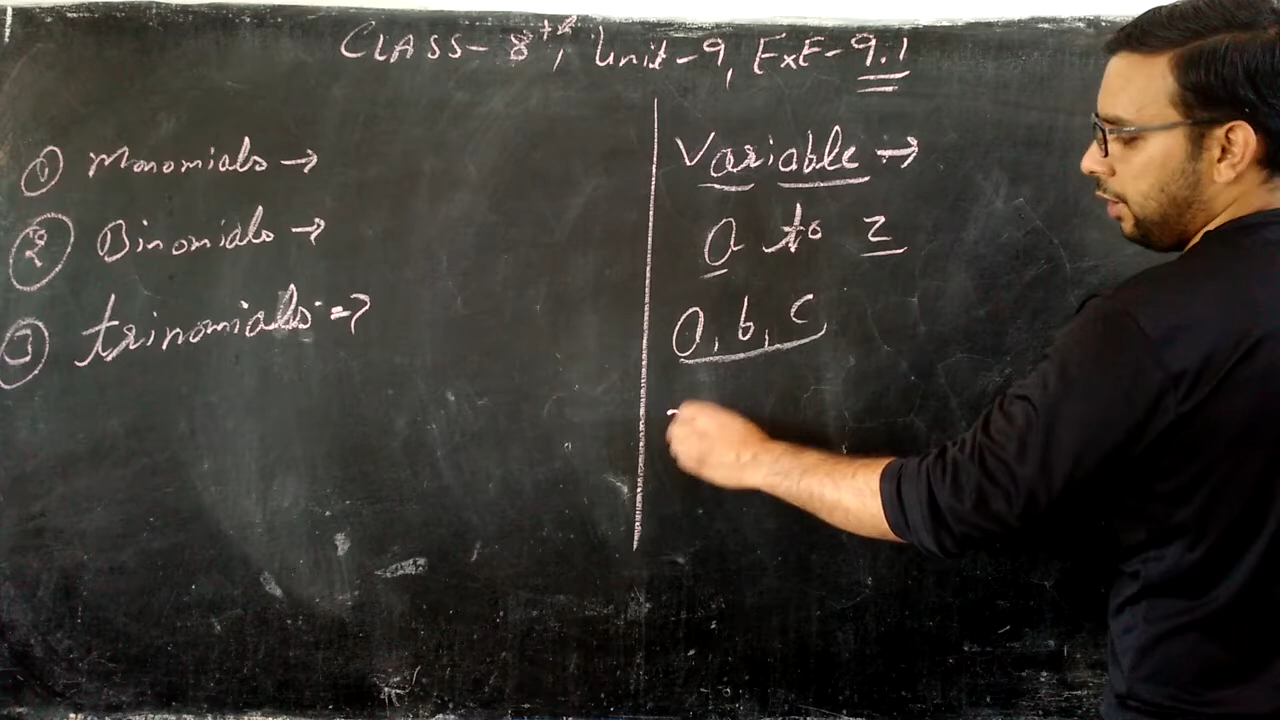 CLASS- 8th, Unit-9, ExE-9.1
① Monomials →
② Binomials →
③ trinomials :=>
Variable →
a to z
a, b, c,